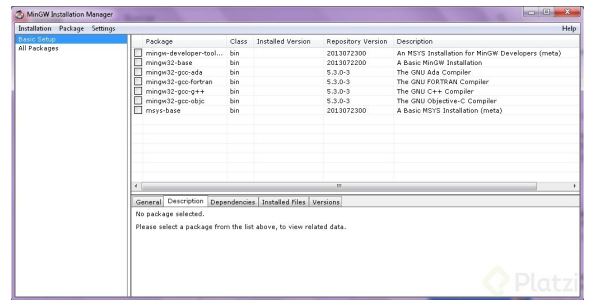 MinGW Installation Manager
Installation Package Settings Help
Basic Setup
All Packages
Package Class Installed Version Repository Version Description
mingw-developer-tool... bin 2013072300 An MSYS Installation for MinGW Developers (meta)
mingw32-base bin 2013072200 A Basic MinGW Installation
mingw32-gcc-ada bin 5.3.0-3 The GNU Ada Compiler
mingw32-gcc-fortran bin 5.3.0-3 The GNU FORTRAN Compiler
mingw32-gcc-g++ bin 5.3.0-3 The GNU C++ Compiler
mingw32-gcc-objc bin 5.3.0-3 The GNU Objective-C Compiler
msys-base bin 2013072300 A Basic MSYS Installation (meta)
General Description Dependencies Installed Files Versions
No package selected.
Please select a package from the list above, to view related data.
Platzi